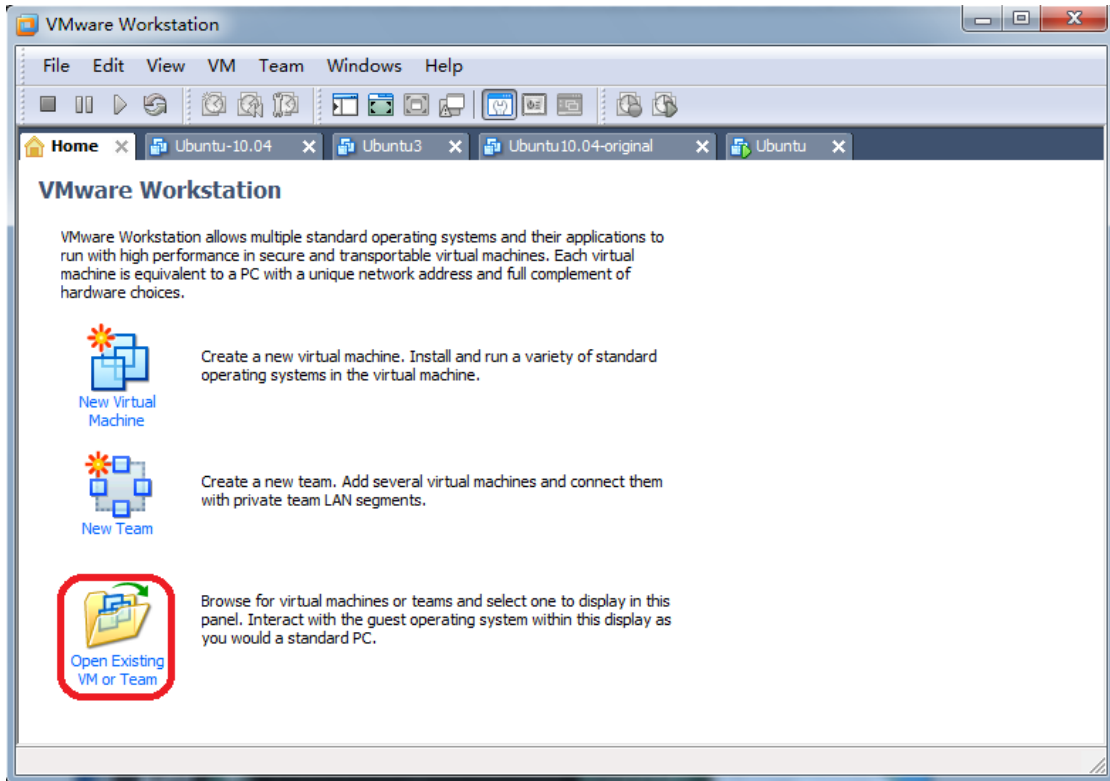 VMware Workstation
File Edit View VM Team Windows Help
Home Ubuntu-10.04 Ubuntu3 Ubuntu10.04-original Ubuntu
VMware Workstation
VMware Workstation allows multiple standard operating systems and their applications to
run with high performance in secure and transportable virtual machines. Each virtual
machine is equivalent to a PC with a unique network address and full complement of
hardware choices.
New Virtual
Machine
Create a new virtual machine. Install and run a variety of standard
operating systems in the virtual machine.
New Team
Create a new team. Add several virtual machines and connect them
with private team LAN segments.
Open Existing
VM or Team
Browse for virtual machines or teams and select one to display in this
panel. Interact with the guest operating system within this display as
you would a standard PC.